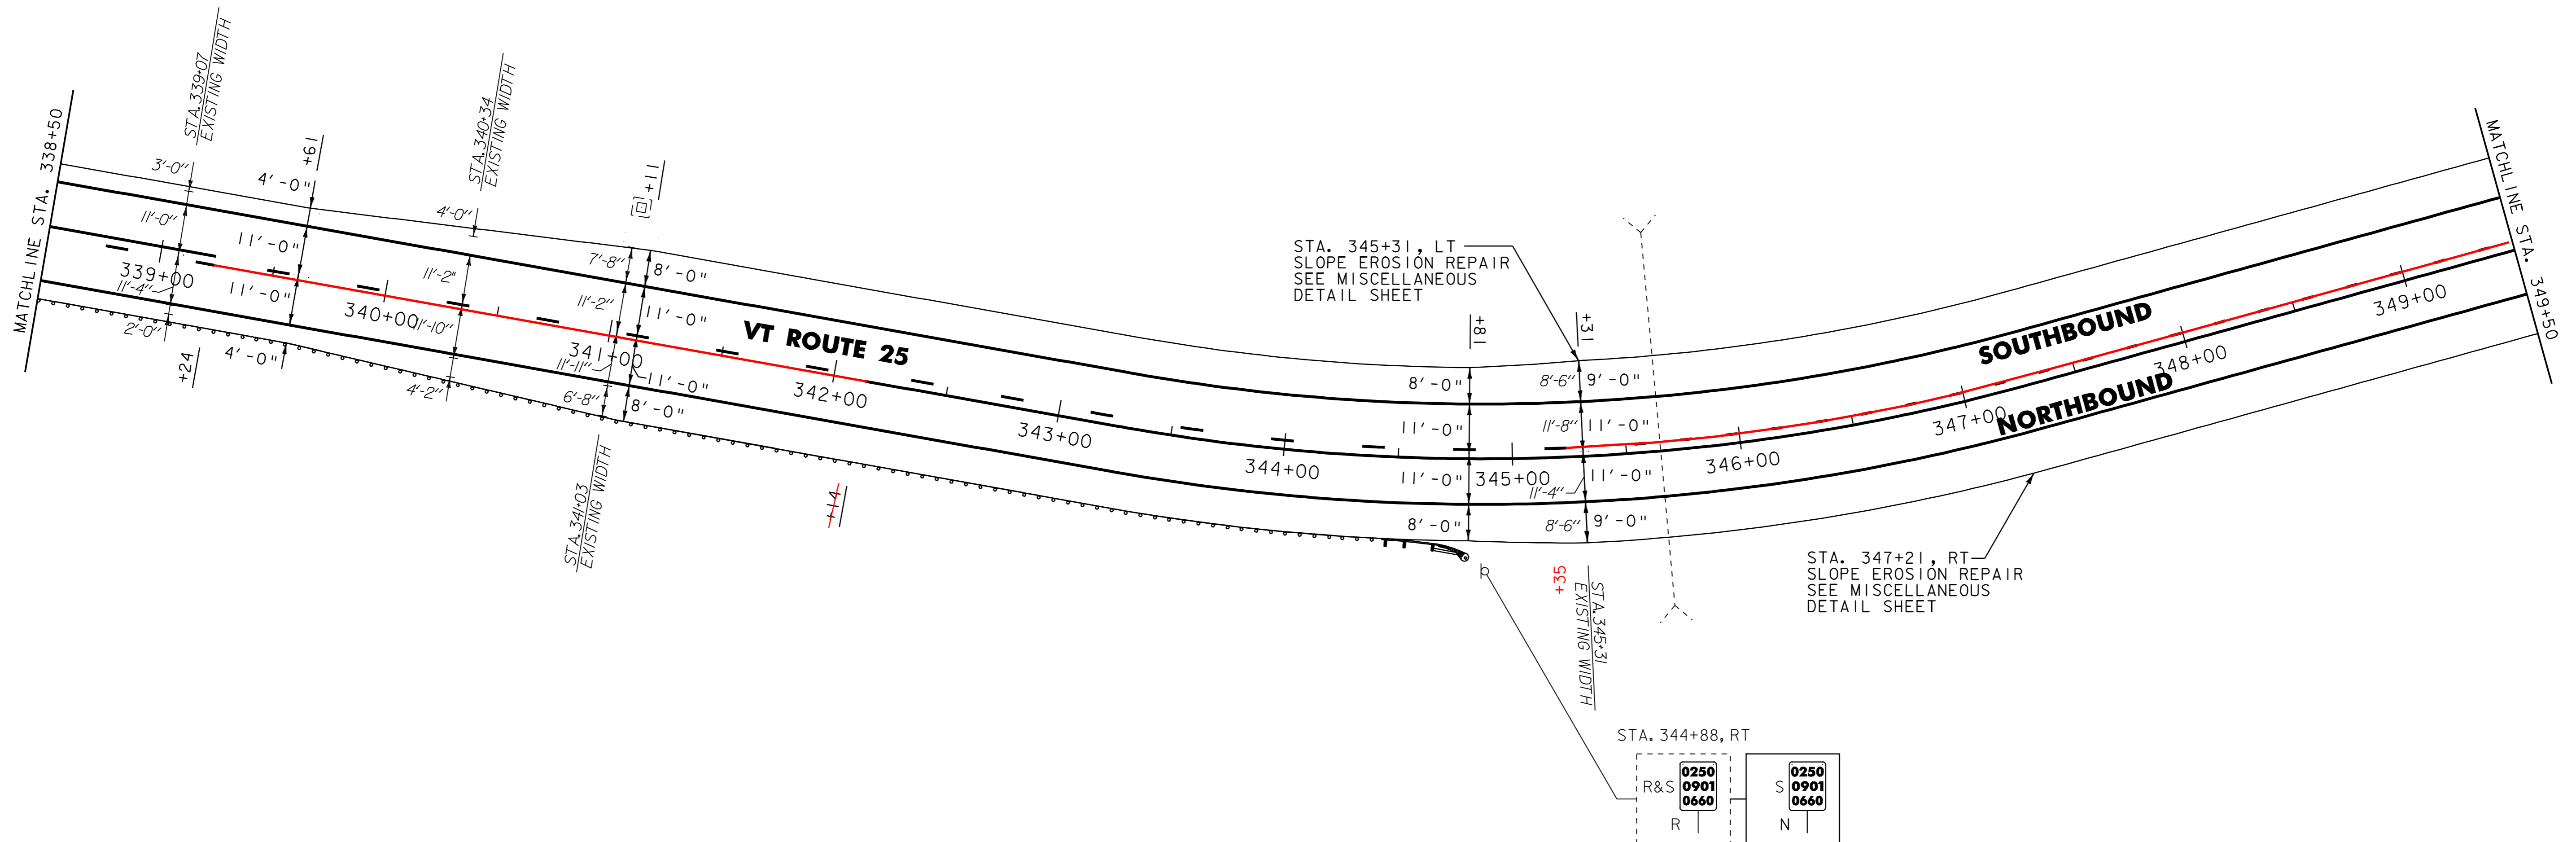 MATCHLINE STA. 338+50
STA.339+07
EXISTING WIDTH
3'-0"
11'-0"
339+00
11'-4"
2'-0"
+24
+61
4'-0"
11'-0"
11'-0"
4'-0"
STA.340+34
EXISTING WIDTH
4'-0"
11'-2"
340+00
11'-10"
4'-2"
+11
7'-8"
8'-0"
11'-2"
11'-0"
341+00
11'-11"
11'-0"
6'-8"
8'-0"
STA.341+03
EXISTING WIDTH
VT ROUTE 25
342+00
+14
343+00
344+00
STA. 345+31, LT
SLOPE EROSION REPAIR
SEE MISCELLANEOUS
DETAIL SHEET
+81
8'-0"
11'-0"
11'-0"
8'-0"
345+00
+31
8'-6"
9'-0"
11'-8"
11'-0"
11'-4"
11'-0"
8'-6"
9'-0"
+35
STA.345+31
EXISTING WIDTH
346+00
347+00
348+00
349+00
SOUTHBOUND
NORTHBOUND
MATCHLINE STA. 349+50
STA. 347+21, RT
SLOPE EROSION REPAIR
SEE MISCELLANEOUS
DETAIL SHEET
STA. 344+88, RT
R&S
0250
0901
0660
R
S
0250
0901
0660
N